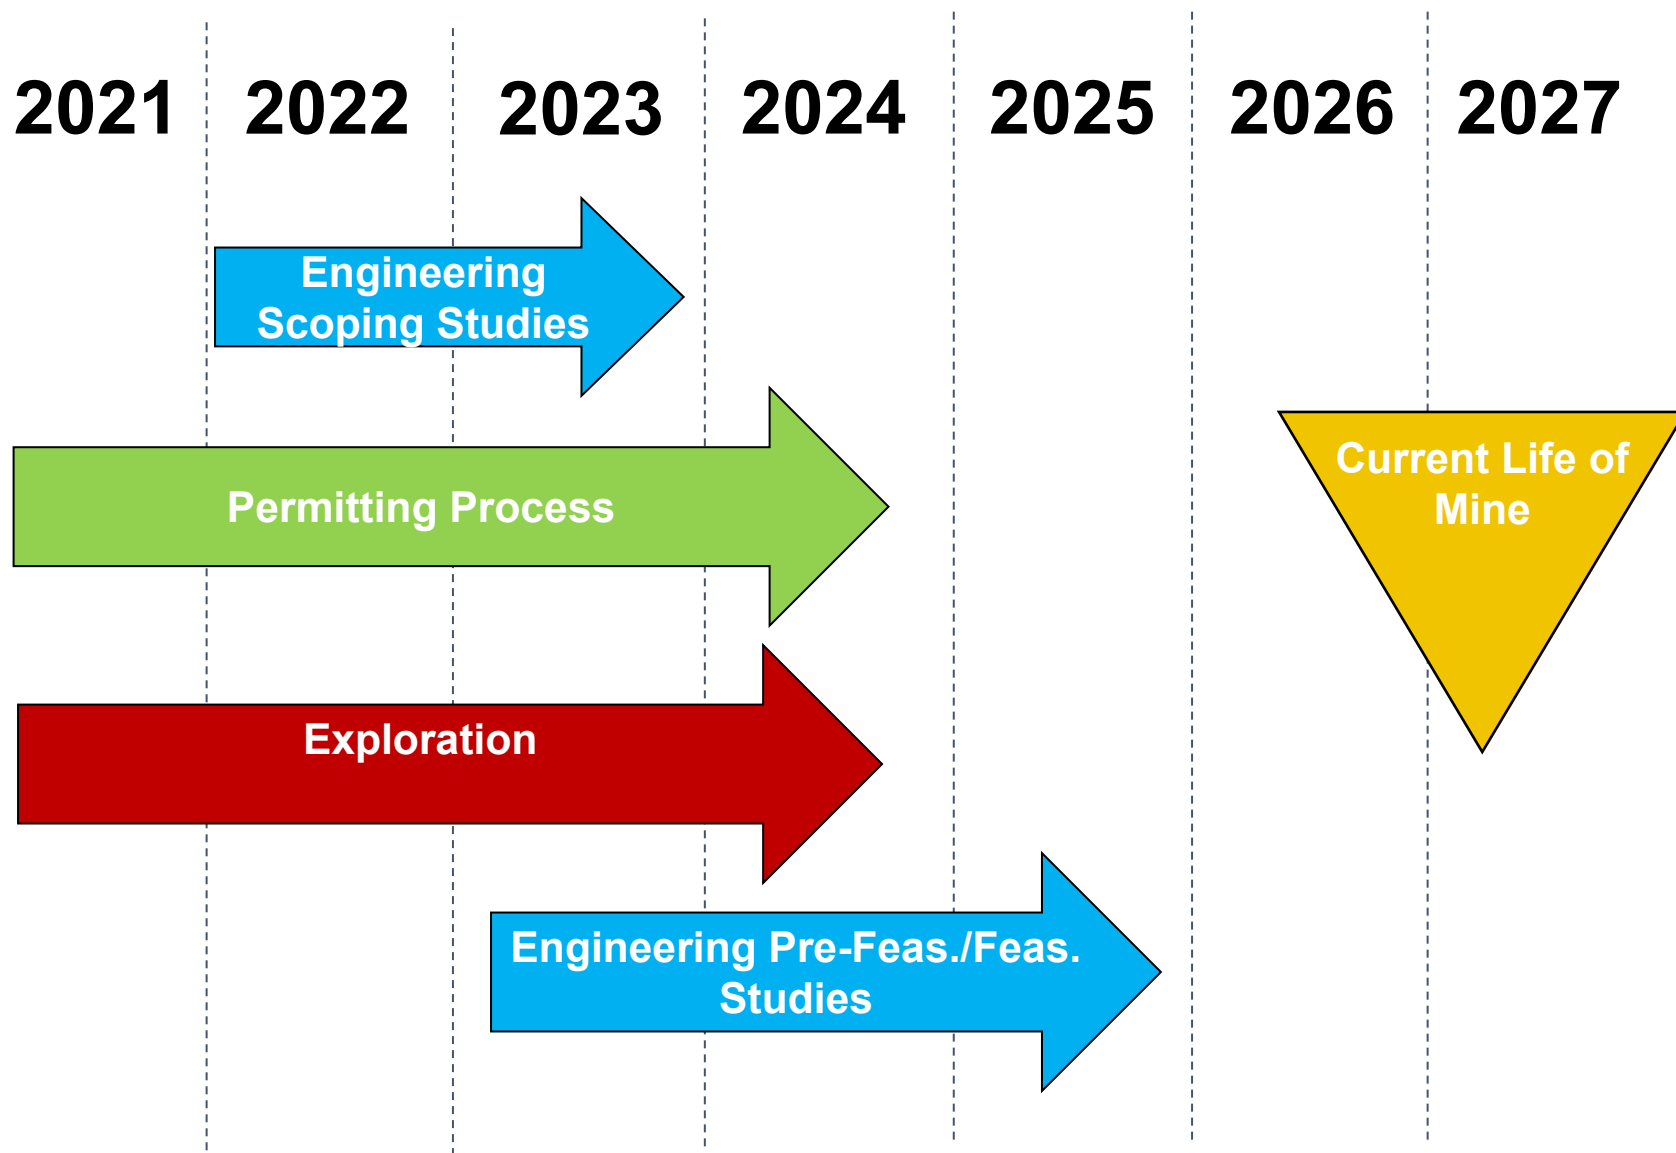 2021 2022 2023 2024 2025 2026 2027
Engineering
Scoping Studies
Permitting Process
Current Life of
Mine
Exploration
Engineering Pre-Feas./Feas.
Studies